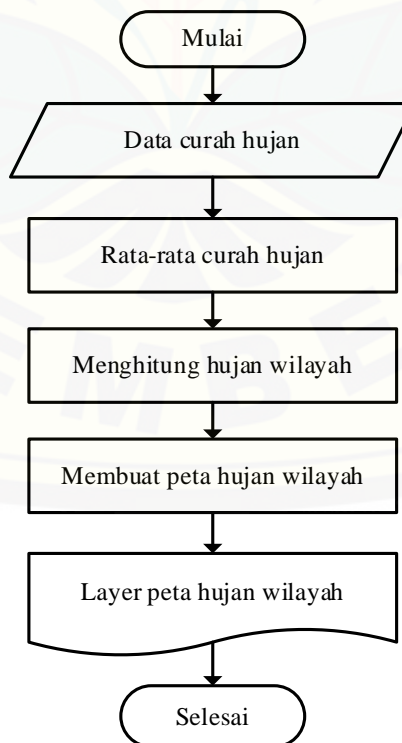 Mulai
Data curah hujan
Rata-rata curah hujan
Menghitung hujan wilayah
Membuat peta hujan wilayah
Layer peta hujan wilayah
Selesai